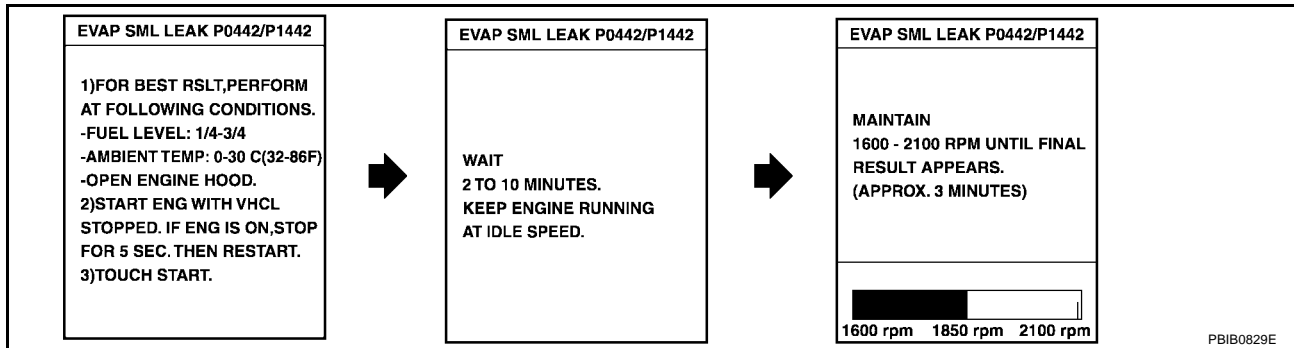 EVAP SML LEAK P0442/P1442
1)FOR BEST RSLT,PERFORM
AT FOLLOWING CONDITIONS.
-FUEL LEVEL: 1/4-3/4
-AMBIENT TEMP: 0-30 C(32-86F)
-OPEN ENGINE HOOD.
2)START ENG WITH VHCL
STOPPED. IF ENG IS ON,STOP
FOR 5 SEC. THEN RESTART.
3)TOUCH START.
EVAP SML LEAK P0442/P1442
WAIT
2 TO 10 MINUTES.
KEEP ENGINE RUNNING
AT IDLE SPEED.
EVAP SML LEAK P0442/P1442
MAINTAIN
1600 - 2100 RPM UNTIL FINAL
RESULT APPEARS.
(APPROX. 3 MINUTES)
1600 rpm 1850 rpm 2100 rpm
PBIB0829E